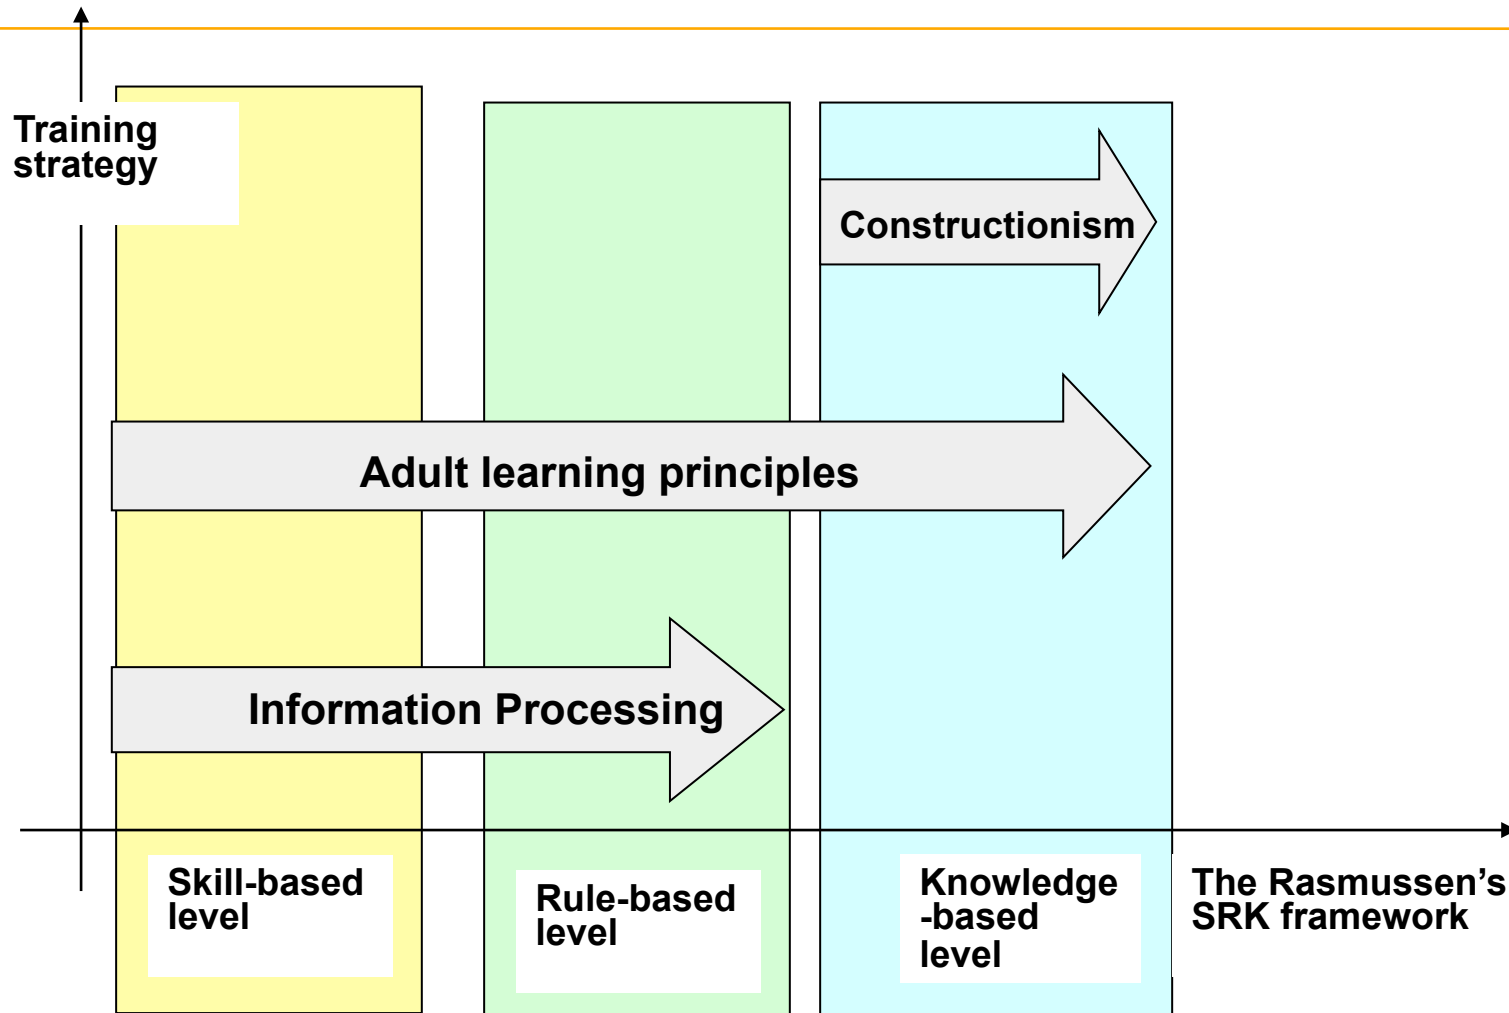 Training
strategy
Constructionism
Adult learning principles
Information Processing
Skill-based
level
Rule-based
level
Knowledge
-based
level
The Rasmussen’s
SRK framework